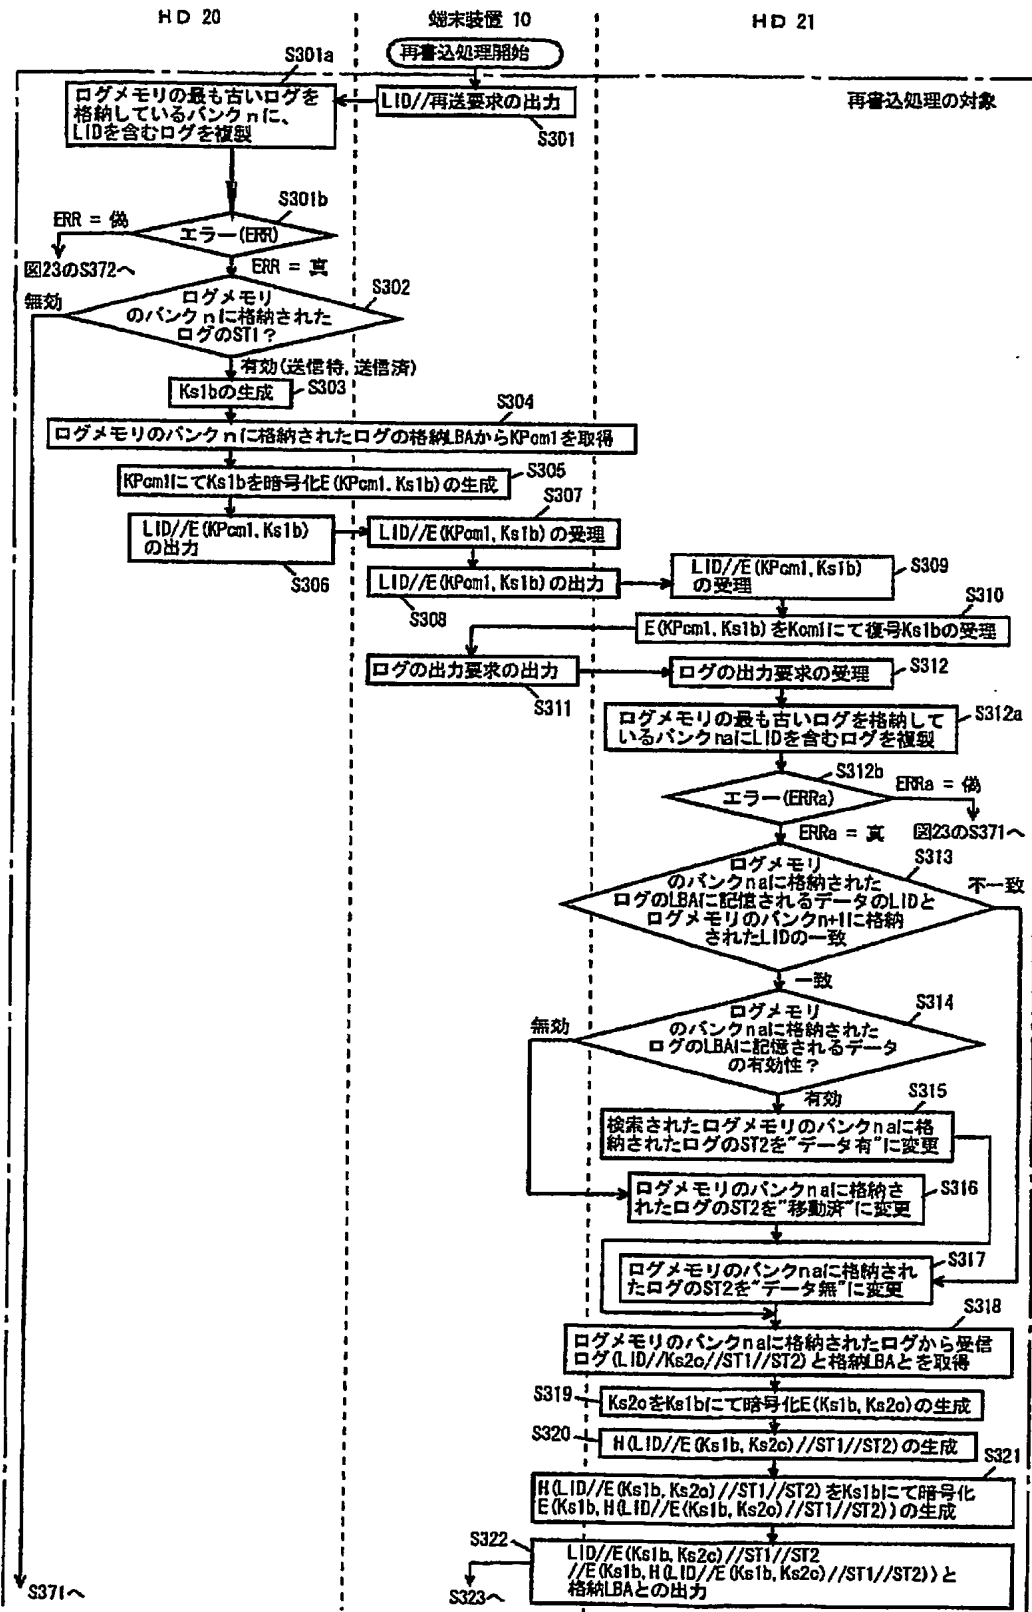 HD 20
端末装置 10
HD 21
再書込処理開始
再書込処理の対象
S301a
ログメモリの最も古いログを
格納しているバンクnに、
LIDを含むログを複製
LID//再送要求の出力
S301
S301b
エラー(ERR)
ERR = 偽
図23のS372へ
ERR = 真
S302
ログメモリ
のバンクnに格納された
ログのST1?
無効
有効(送信待,送信済)
Ks1bの生成
S303
S304
ログメモリのバンクnに格納されたログの格納LBAからKPcm1を取得
S305
KPcm1にてKs1bを暗号化E(KPcm1,Ks1b)の生成
S307
LID//E(KPcm1,Ks1b)
の出力
S306
LID//E(KPcm1,Ks1b)の受理
LID//E(KPcm1,Ks1b)の出力
S308
LID//E(KPcm1,Ks1b)
の受理
S309
S310
E(KPcm1,Ks1b)をKcm1にて復号Ks1bの受理
ログの出力要求の出力
S311
ログの出力要求の受理
S312
ログメモリの最も古いログを格納して
いるバンクnaにLIDを含むログを複製
S312a
S312b
エラー(ERRa)
ERRa = 偽
図23のS371へ
ERRa = 真
S313
ログメモリ
のバンクnaに格納された
ログのLBAに記憶されるデータのLIDと
ログメモリのバンクn+1に格納
されたLIDの一致
不一致
一致
S314
ログメモリ
のバンクnaに格納された
ログのLBAに記憶されるデータ
の有効性?
無効
有効
S315
検索されたログメモリのバンクnaに格
納されたログのST2を"データ有"に変更
ログメモリのバンクnaに格納さ
れたログのST2を"移動済"に変更
S316
S317
ログメモリのバンクnaに格納され
たログのST2を"データ無"に変更
S318
ログメモリのバンクnaに格納されたログから受信
ログ(LID//Ks2c//ST1//ST2)と格納LBAとを取得
S319
Ks2cをKs1bにて暗号化E(Ks1b,Ks2c)の生成
S320
H(LID//E(Ks1b,Ks2c)//ST1//ST2)の生成
S321
H(LID//E(Ks1b,Ks2c)//ST1//ST2)をKs1bにて暗号化
E(Ks1b,H(LID//E(Ks1b,Ks2c)//ST1//ST2))の生成
S322
LID//E(Ks1b,Ks2c)//ST1//ST2
//E(Ks1b,H(LID//E(Ks1b,Ks2c)//ST1//ST2))と
格納LBAとの出力
S323へ
S371へ